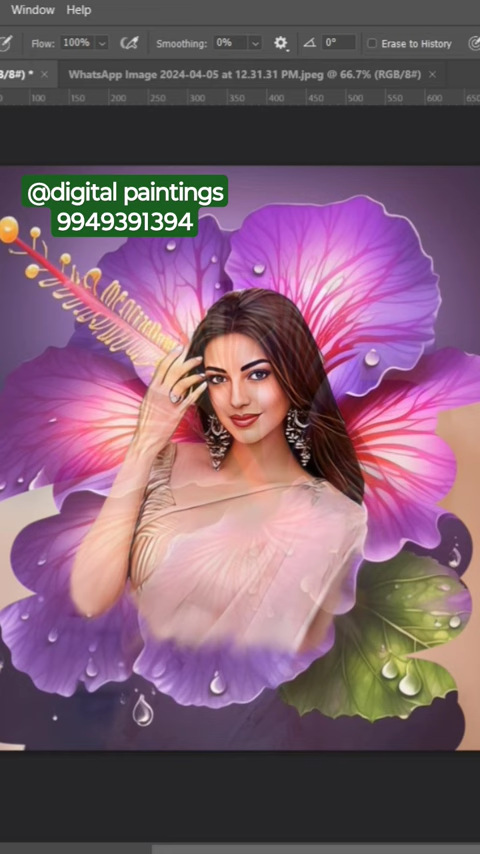 Window Help
Flow: 100% Smoothing: 0% 0° Erase to History
/8#) * × WhatsApp Image 2024-04-05 at 12.31.31 PM.jpeg @ 66.7% (RGB/8#) ×
100 150 200 250 300 350 400 450 500 550 600 650
@digital paintings
9949391394